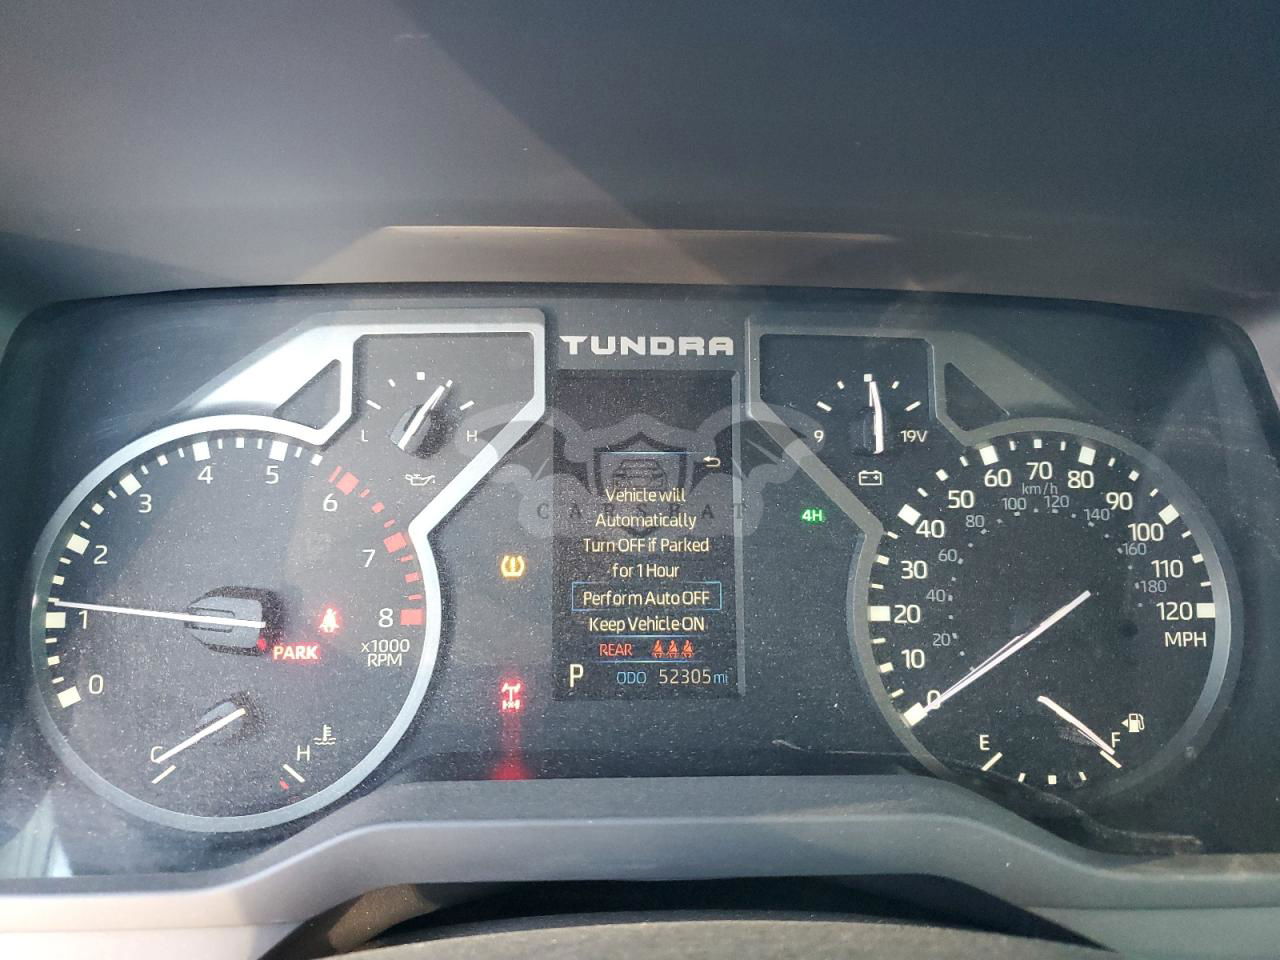 TUNDRA
L H
9 19V
Vehicle will
CARSBAT
Automatically
Turn OFF if Parked
for 1 Hour
Perform Auto OFF
Keep Vehicle ON
REAR
P ODO 52305 mi
4H
0 1 2 3 4 5 6 7 8
x1000
RPM
PARK
C H
0 10 20 30 40 50 60 70 80 90 100 110 120
MPH
km/h
20 40 60 80 100 120 140 160 180
E F